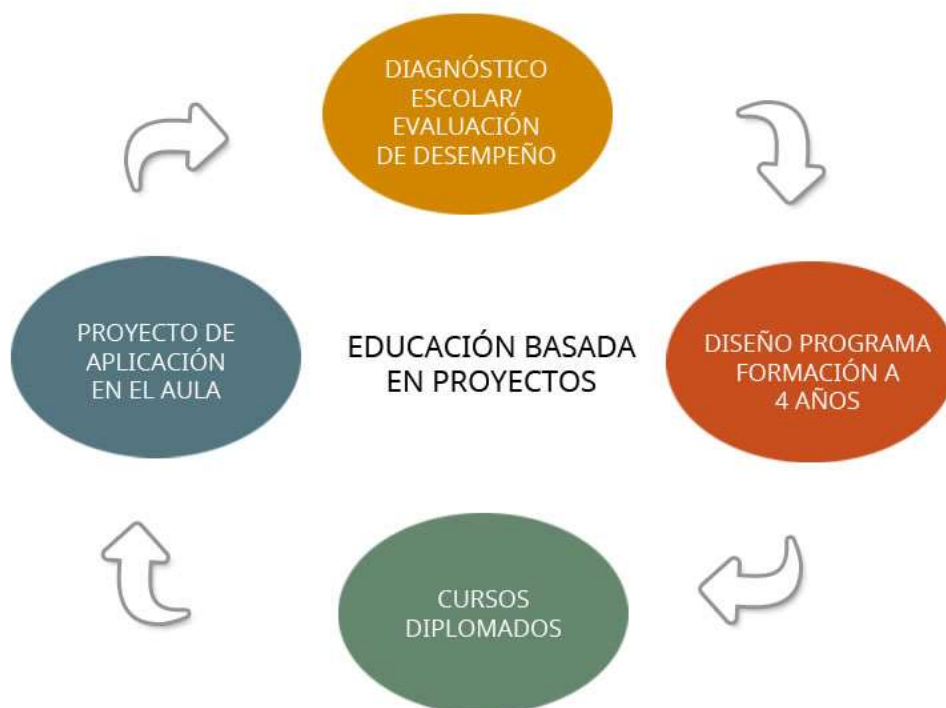 DIAGNÓSTICO
ESCOLAR/
EVALUACIÓN
DE DESEMPEÑO
PROYECTO DE
APLICACIÓN
EN EL AULA
EDUCACIÓN BASADA
EN PROYECTOS
DISEÑO PROGRAMA
FORMACIÓN A
4 AÑOS
CURSOS
DIPLOMADOS